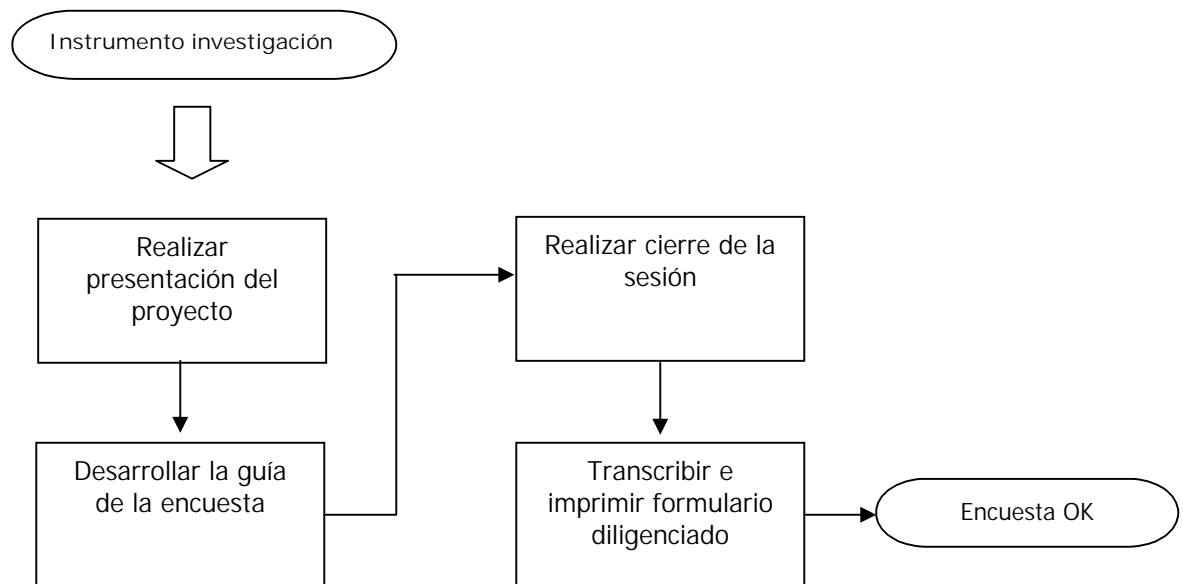 Instrumento investigación
Realizar
presentación del
proyecto
Desarrollar la guía
de la encuesta
Realizar cierre de la
sesión
Transcribir e
imprimir formulario
diligenciado
Encuesta OK